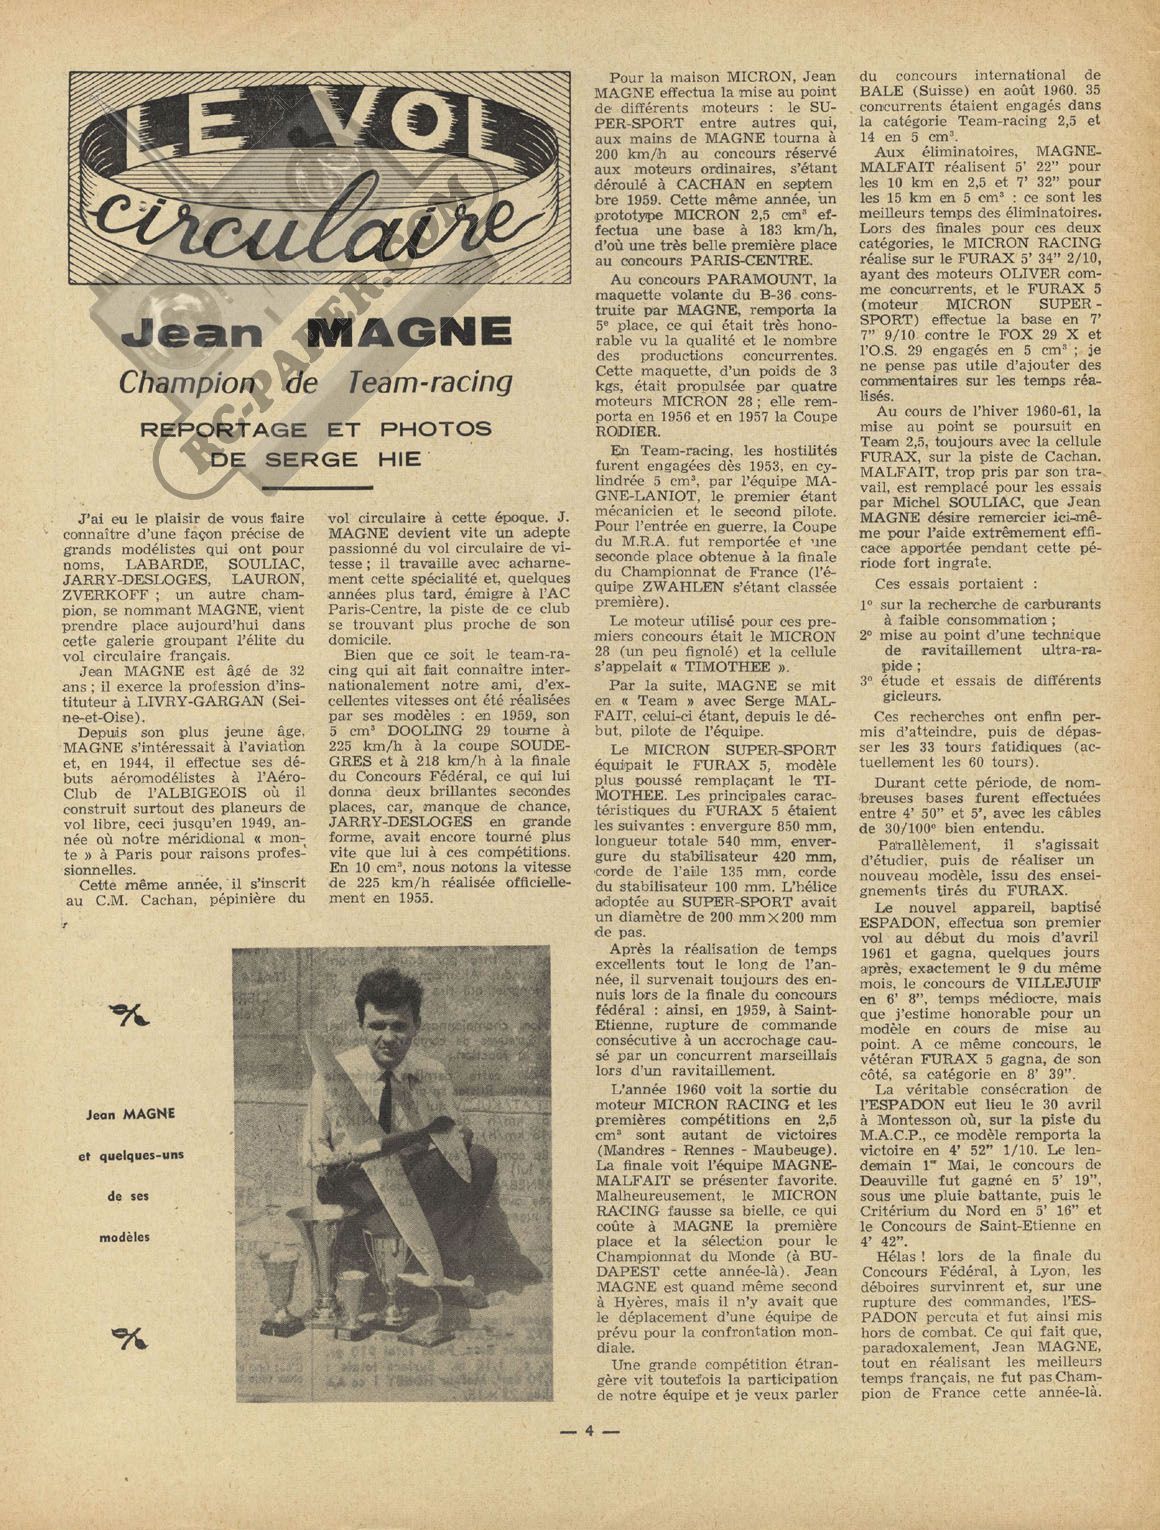 LE VOL
circulaire
Jean MAGNE
Champion de Team-racing
REPORTAGE ET PHOTOS
DE SERGE HIE
J'ai eu le plaisir de vous faire
connaître d'une façon précise de
grands modélistes qui ont pour
noms, LABARDE, SOULIAC,
JARRY-DESLOGES, LAURON,
ZVERKOFF ; un autre cham-
pion, se nommant MAGNE, vient
prendre place aujourd'hui dans
cette galerie groupant l'élite du
vol circulaire français.
Jean MAGNE est âgé de 32
ans ; il exerce la profession d'ins-
tituteur à LIVRY-GARGAN (Sei-
ne-et-Oise).
Depuis son plus jeune âge,
MAGNE s'intéressait à l'aviation
et, en 1944, il effectue ses dé-
buts aéromodélistes à l'Aéro-
Club de l'ALBIGEOIS où il
construit surtout des planeurs de
vol libre, ceci jusqu'en 1949, an-
née où notre méridional « mon-
te » à Paris pour raisons profes-
sionnelles.
Cette même année, il s'inscrit
au C.M. Cachan, pépinière du
vol circulaire à cette époque. J.
MAGNE devient vite un adepte
passionné du vol circulaire de vi-
tesse ; il travaille avec acharne-
ment cette spécialité et, quelques
années plus tard, émigre à l'AC
Paris-Centre, la piste de ce club
se trouvant plus proche de son
domicile.
Bien que ce soit le team-ra-
cing qui ait fait connaître inter-
nationalement notre ami, d'ex-
cellentes vitesses ont été réalisées
par ses modèles : en 1959, son
5 cm³ DOOLING 29 tourne à
225 km/h à la coupe SOUDE-
GRES et à 218 km/h à la finale
du Concours Fédéral, ce qui lui
donna deux brillantes secondes
places, car, manque de chance,
JARRY-DESLOGES en grande
forme, avait encore tourné plus
vite que lui à ces compétitions.
En 10 cm³, nous notons la vitesse
de 225 km/h réalisée officielle-
ment en 1955.
Jean MAGNE
et quelques-uns
de ses
modèles
Pour la maison MICRON, Jean
MAGNE effectua la mise au point
de différents moteurs : le SU-
PER-SPORT entre autres qui,
aux mains de MAGNE tourna à
200 km/h au concours réservé
aux moteurs ordinaires, s'étant
déroulé à CACHAN en septem
bre 1959. Cette même année, un
prototype MICRON 2,5 cm³ ef-
fectua une base à 183 km/h,
d'où une très belle première place
au concours PARIS-CENTRE.
Au concours PARAMOUNT, la
maquette volante du B-36 cons-
truite par MAGNE, remporta la
5e place, ce qui était très hono-
rable vu la qualité et le nombre
des productions concurrentes.
Cette maquette, d'un poids de 3
kgs, était propulsée par quatre
moteurs MICRON 28 ; elle rem-
porta en 1956 et en 1957 la Coupe
RODIER.
En Team-racing, les hostilités
furent engagées dès 1953, en cy-
lindrée 5 cm³, par l'équipe MA-
GNE-LANIOT, le premier étant
mécanicien et le second pilote.
Pour l'entrée en guerre, la Coupe
du M.R.A. fut remportée et une
seconde place obtenue à la finale
du Championnat de France (l'é-
quipe ZWAHLEN s'étant classée
première).
Le moteur utilisé pour ces pre-
miers concours était le MICRON
28 (un peu fignolé) et la cellule
s'appelait « TIMOTHEE ».
Par la suite, MAGNE se mit
en « Team » avec Serge MAL-
FAIT, celui-ci étant, depuis le dé-
but, pilote de l'équipe.
Le MICRON SUPER-SPORT
équipait le FURAX 5, modèle
plus poussé remplaçant le TI-
MOTHEE. Les principales carac-
téristiques du FURAX 5 étaient
les suivantes : envergure 850 mm,
longueur totale 540 mm, enver-
gure du stabilisateur 420 mm,
corde de l'aile 135 mm, corde
du stabilisateur 100 mm. L'hélice
adoptée au SUPER-SPORT avait
un diamètre de 200 mm×200 mm
de pas.
Après la réalisation de temps
excellents tout le long de l'an-
née, il survenait toujours des en-
nuis lors de la finale du concours
fédéral : ainsi, en 1959, à Saint-
Etienne, rupture de commande
consécutive à un accrochage cau-
sé par un concurrent marseillais
lors d'un ravitaillement.
L'année 1960 voit la sortie du
moteur MICRON RACING et les
premières compétitions en 2,5
cm³ sont autant de victoires
(Mandres - Rennes - Maubeuge).
La finale voit l'équipe MAGNE-
MALFAIT se présenter favorite.
Malheureusement, le MICRON
RACING fausse sa bielle, ce qui
coûte à MAGNE la première
place et la sélection pour le
Championnat du Monde (à BU-
DAPEST cette année-là). Jean
MAGNE est quand même second
à Hyères, mais il n'y avait que
le déplacement d'une équipe de
prévu pour la confrontation mon-
diale.
Une grande compétition étran-
gère vit toutefois la participation
de notre équipe et je veux parler
du concours international de
BALE (Suisse) en août 1960. 35
concurrents étaient engagés dans
la catégorie Team-racing 2,5 et
14 en 5 cm³.
Aux éliminatoires, MAGNE-
MALFAIT réalisent 5' 22" pour
les 10 km en 2,5 et 7' 32" pour
les 15 km en 5 cm³ : ce sont les
meilleurs temps des éliminatoires.
Lors des finales pour ces deux
catégories, le MICRON RACING
réalise sur le FURAX 5' 34" 2/10,
ayant des moteurs OLIVER com-
me concurrents, et le FURAX 5
(moteur MICRON SUPER -
SPORT) effectue la base en 7'
7" 9/10 contre le FOX 29 X et
l'O.S. 29 engagés en 5 cm³ ; je
ne pense pas utile d'ajouter des
commentaires sur les temps réa-
lisés.
Au cours de l'hiver 1960-61, la
mise au point se poursuit en
Team 2,5, toujours avec la cellule
FURAX, sur la piste de Cachan.
MALFAIT, trop pris par son tra-
vail, est remplacé pour les essais
par Michel SOULIAC, que Jean
MAGNE désire remercier ici-mê-
me pour l'aide extrêmement effi-
cace apportée pendant cette pé-
riode fort ingrate.
Ces essais portaient :
1° sur la recherche de carburants
à faible consommation ;
2° mise au point d'une technique
de ravitaillement ultra-ra-
pide ;
3° étude et essais de différents
gicleurs.
Ces recherches ont enfin per-
mis d'atteindre, puis de dépas-
ser les 33 tours fatidiques (ac-
tuellement les 60 tours).
Durant cette période, de nom-
breuses bases furent effectuées
entre 4' 50" et 5', avec les câbles
de 30/100e bien entendu.
Parallèlement, il s'agissait
d'étudier, puis de réaliser un
nouveau modèle, issu des ensei-
gnements tirés du FURAX.
Le nouvel appareil, baptisé
ESPADON, effectua son premier
vol au début du mois d'avril
1961 et gagna, quelques jours
après, exactement le 9 du même
mois, le concours de VILLEJUIF
en 6' 8", temps médiocre, mais
que j'estime honorable pour un
modèle en cours de mise au
point. A ce même concours, le
vétéran FURAX 5 gagna, de son
côté, sa catégorie en 8' 39".
La véritable consécration de
l'ESPADON eut lieu le 30 avril
à Montesson où, sur la piste du
M.A.C.P., ce modèle remporta la
victoire en 4' 52" 1/10. Le len-
demain 1er Mai, le concours de
Deauville fut gagné en 5' 19",
sous une pluie battante, puis le
Critérium du Nord en 5' 16" et
le Concours de Saint-Etienne en
4' 42".
Hélas ! lors de la finale du
Concours Fédéral, à Lyon, les
déboires survinrent et, sur une
rupture des commandes, l'ES-
PADON percuta et fut ainsi mis
hors de combat. Ce qui fait que,
paradoxalement, Jean MAGNE,
tout en réalisant les meilleurs
temps français, ne fut pas Cham-
pion de France cette année-là.
— 4 —
RC-PAPER.COM